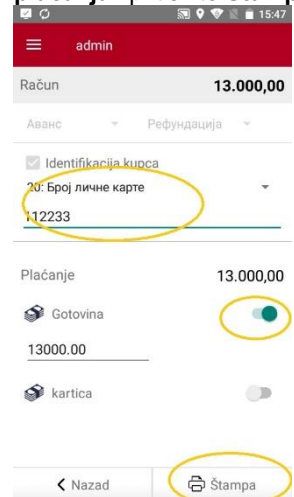 15:47
admin
Račun 13.000,00
Аванс Рефундација
Identifikacija kupca
20: Број личне карте
112233
Plaćanje 13.000,00
Gotovina
13000.00
kartica
Nazad Štampa